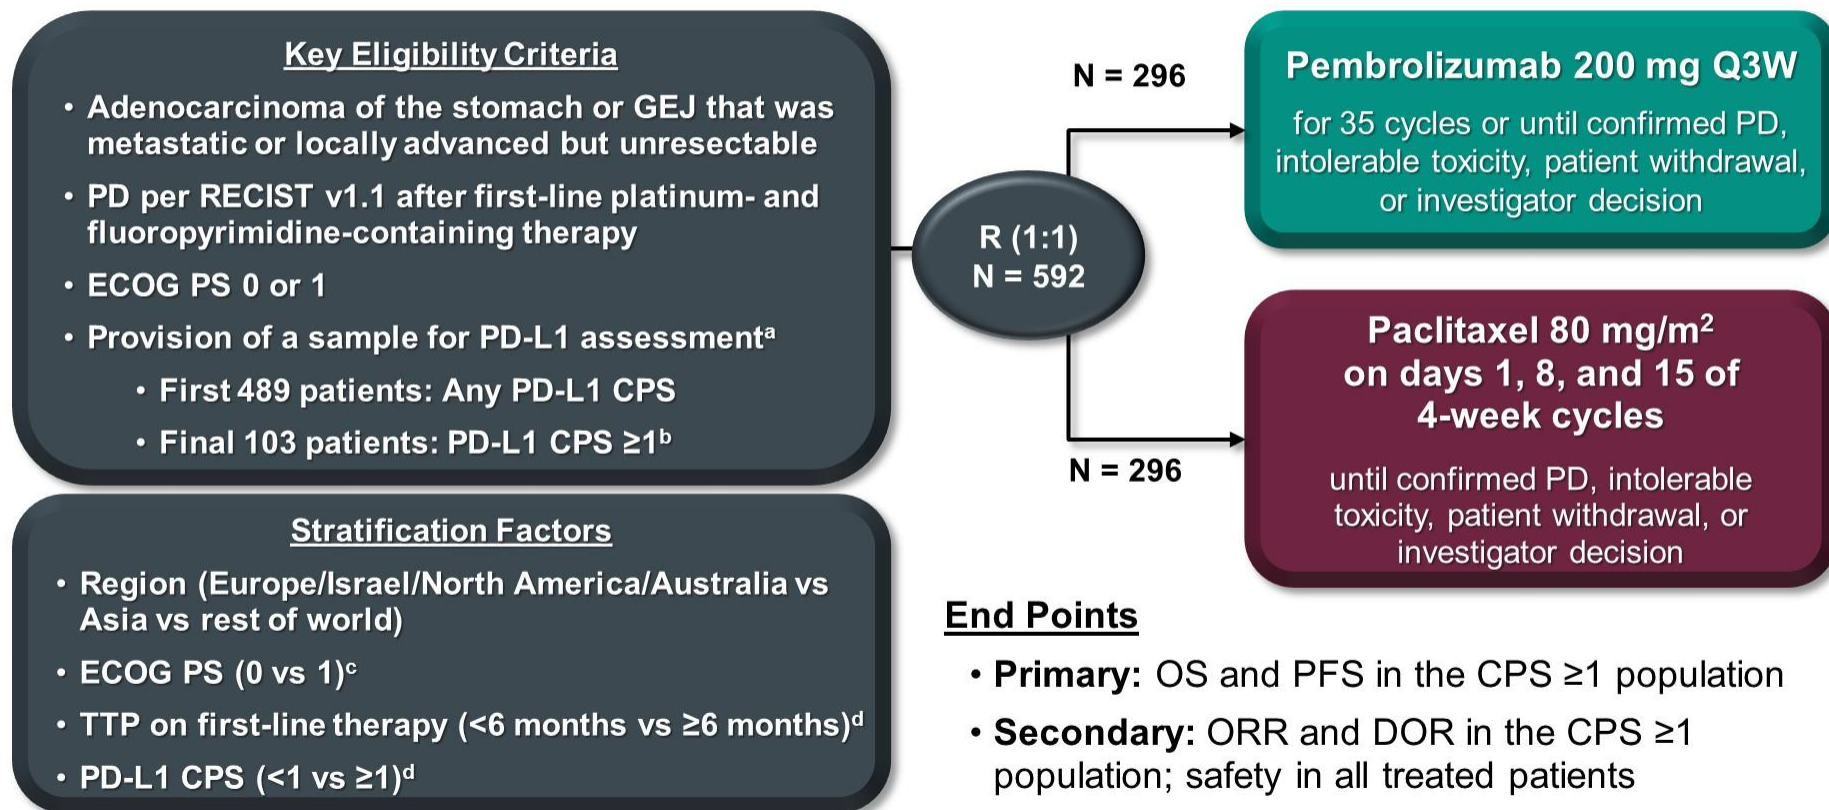 Key Eligibility Criteria
• Adenocarcinoma of the stomach or GEJ that was
metastatic or locally advanced but unresectable
• PD per RECIST v1.1 after first-line platinum- and
fluoropyrimidine-containing therapy
• ECOG PS 0 or 1
• Provision of a sample for PD-L1 assessmentᵃ
• First 489 patients: Any PD-L1 CPS
• Final 103 patients: PD-L1 CPS ≥1ᵇ
Stratification Factors
• Region (Europe/Israel/North America/Australia vs
Asia vs rest of world)
• ECOG PS (0 vs 1)ᶜ
• TTP on first-line therapy (<6 months vs ≥6 months)ᵈ
• PD-L1 CPS (<1 vs ≥1)ᵈ
R (1:1)
N = 592
N = 296
Pembrolizumab 200 mg Q3W
for 35 cycles or until confirmed PD,
intolerable toxicity, patient withdrawal,
or investigator decision
N = 296
Paclitaxel 80 mg/m²
on days 1, 8, and 15 of
4-week cycles
until confirmed PD, intolerable
toxicity, patient withdrawal, or
investigator decision
End Points
• Primary: OS and PFS in the CPS ≥1 population
• Secondary: ORR and DOR in the CPS ≥1
population; safety in all treated patients